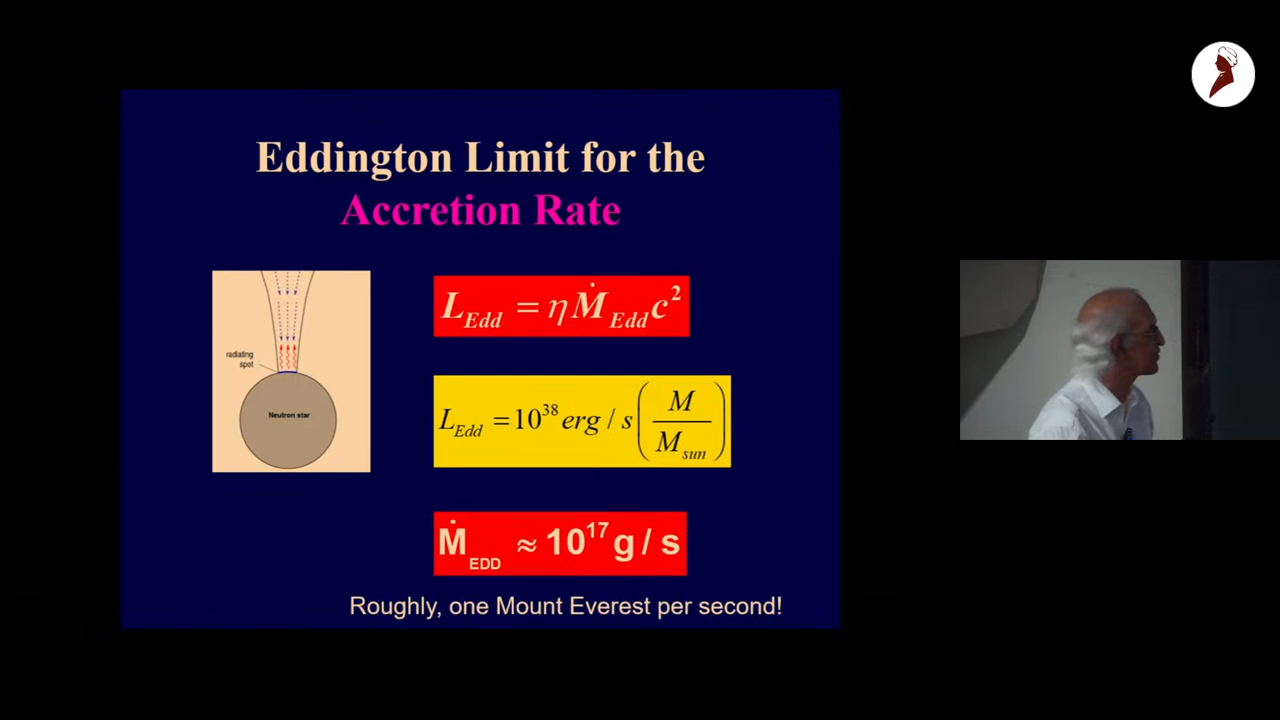 Eddington Limit for the
Accretion Rate
radiating
spot
Neutron star
L_Edd = η Ṁ_Edd c²
L_Edd = 10³⁸ erg / s ( M / M_sun )
Ṁ_EDD ≈ 10¹⁷ g / s
Roughly, one Mount Everest per second!